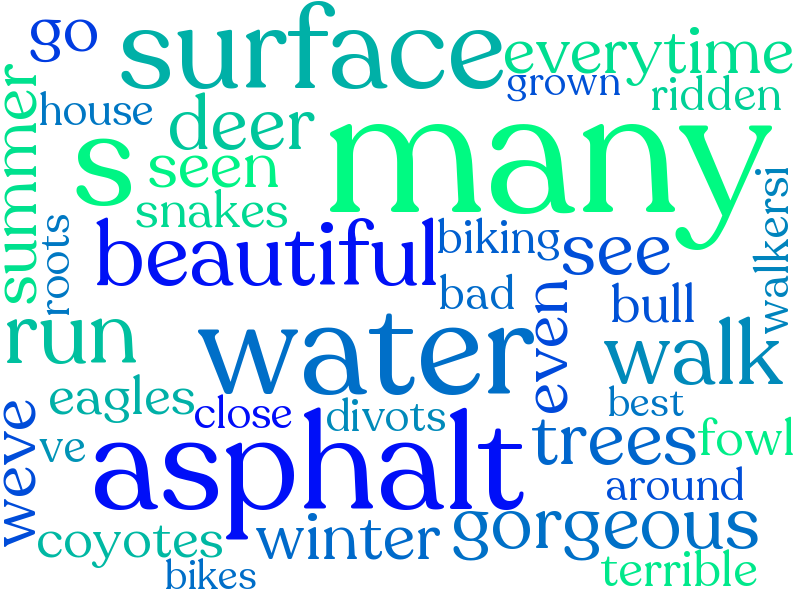 go
surface
everytime
grown
ridden
house
deer
many
s
seen
snakes
summer
roots
walkersi
beautiful
biking
see
bad
bull
even
run
water
walk
eagles
close
divots
best
weve
ve
asphalt
trees
fowl
around
coyotes
winter
gorgeous
bikes
terrible